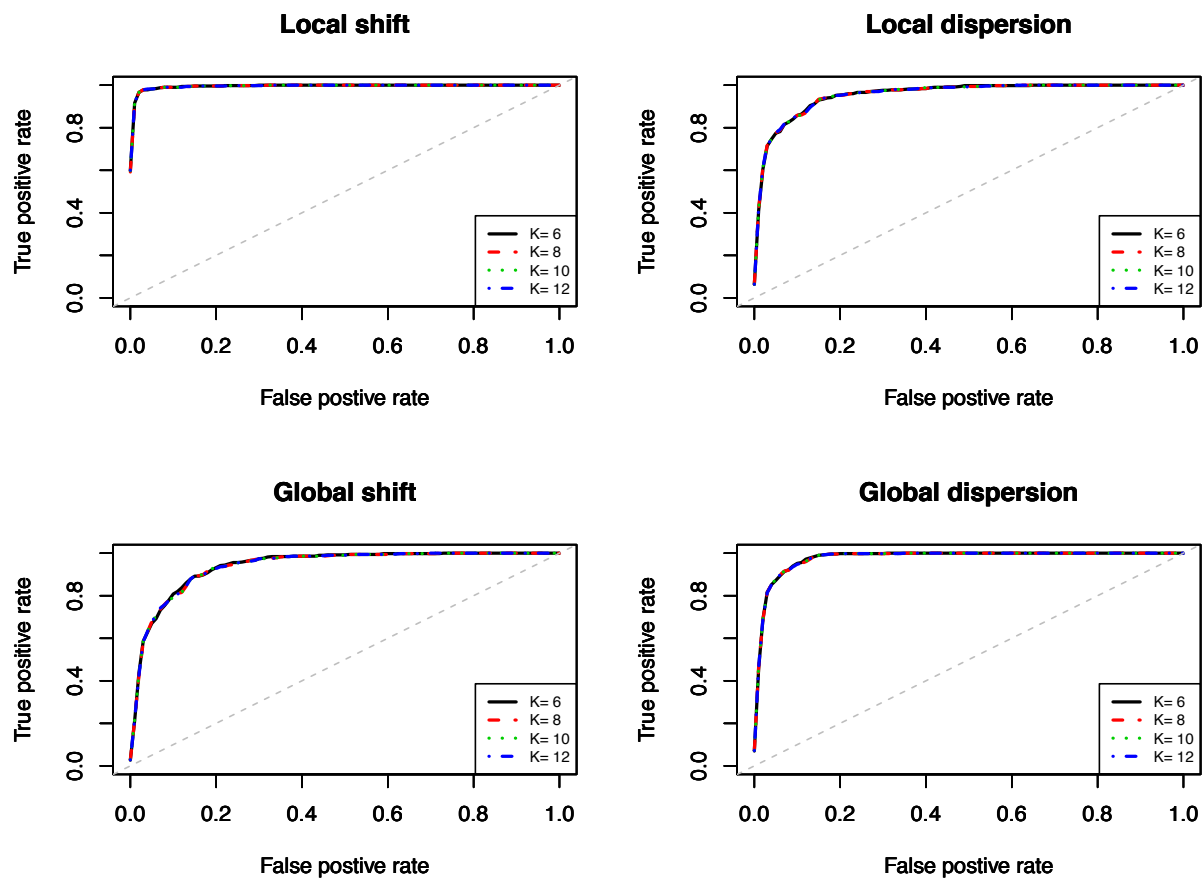 Local shift
True positive rate
0.0 0.4 0.8
K= 6
K= 8
K= 10
K= 12
0.0 0.2 0.4 0.6 0.8 1.0
False postive rate
Local dispersion
True positive rate
0.0 0.4 0.8
K= 6
K= 8
K= 10
K= 12
0.0 0.2 0.4 0.6 0.8 1.0
False postive rate
Global shift
True positive rate
0.0 0.4 0.8
K= 6
K= 8
K= 10
K= 12
0.0 0.2 0.4 0.6 0.8 1.0
False postive rate
Global dispersion
True positive rate
0.0 0.4 0.8
K= 6
K= 8
K= 10
K= 12
0.0 0.2 0.4 0.6 0.8 1.0
False postive rate